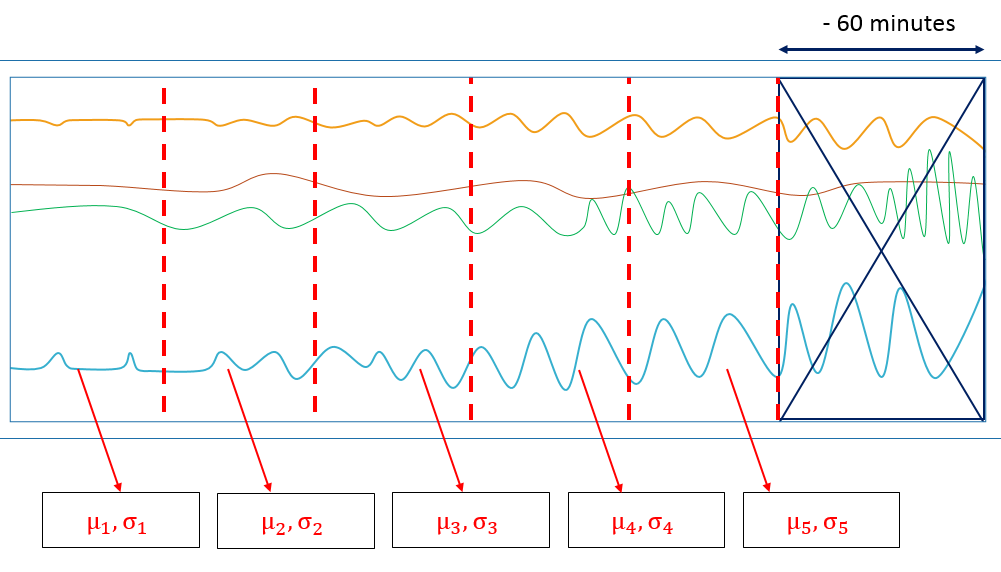 - 60 minutes
μ₁, σ₁
μ₂, σ₂
μ₃, σ₃
μ₄, σ₄
μ₅, σ₅